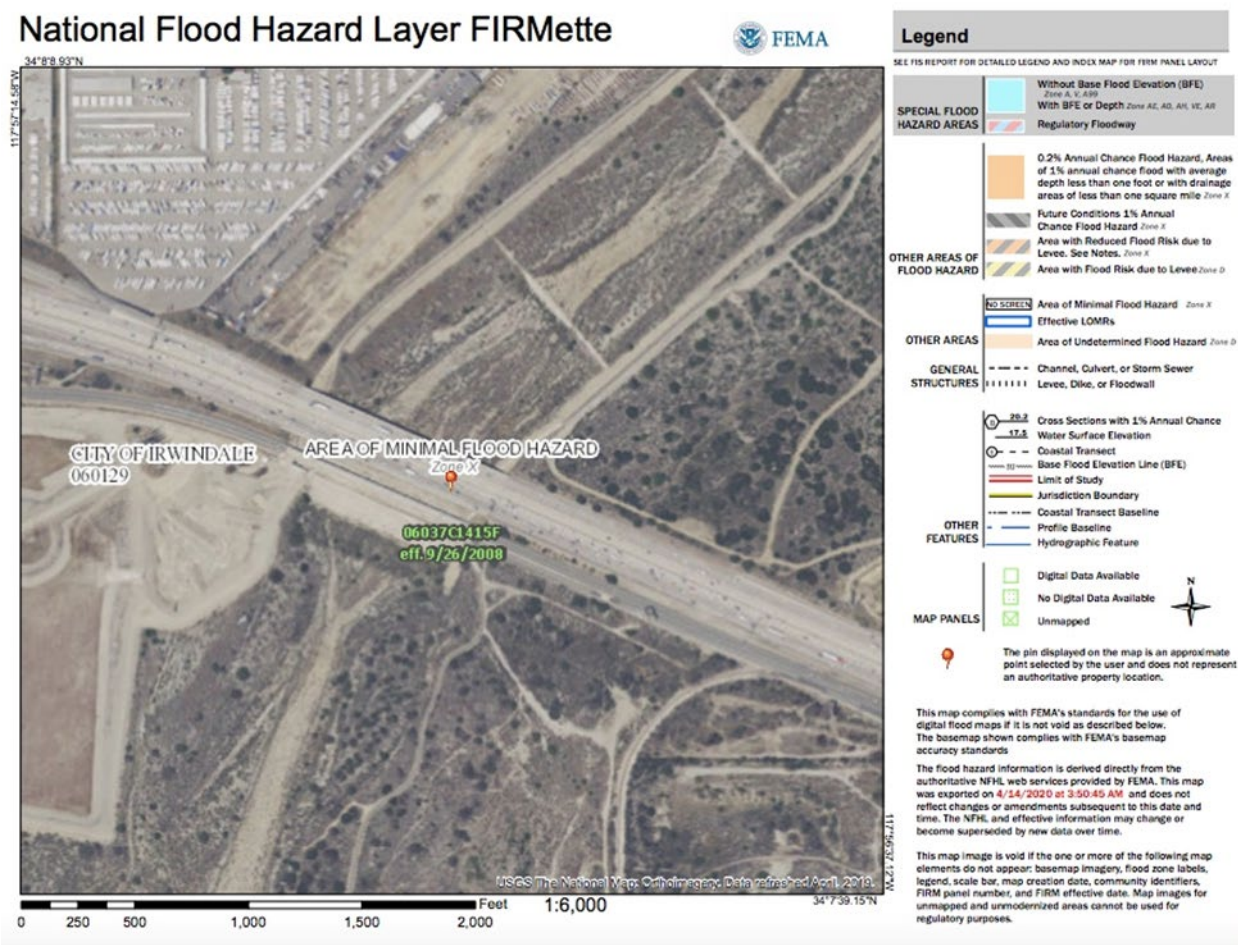 National Flood Hazard Layer FIRMette
FEMA
34°8'8.93"N
117°57'14.58"W
CITY OF IRWINDALE
060129
AREA OF MINIMAL FLOOD HAZARD
Zone X
06037C1415F
eff. 9/26/2008
USGS The National Map: Orthoimagery. Data refreshed April, 2019.
117°56'37.12"W
34°7'39.15"N
Feet
1:6,000
0 250 500 1,000 1,500 2,000
Legend
SEE FIS REPORT FOR DETAILED LEGEND AND INDEX MAP FOR FIRM PANEL LAYOUT
SPECIAL FLOOD
HAZARD AREAS
Without Base Flood Elevation (BFE)
Zone A, V, A99
With BFE or Depth Zone AE, AO, AH, VE, AR
Regulatory Floodway
0.2% Annual Chance Flood Hazard, Areas
of 1% annual chance flood with average
depth less than one foot or with drainage
areas of less than one square mile Zone X
Future Conditions 1% Annual
Chance Flood Hazard Zone X
Area with Reduced Flood Risk due to
Levee. See Notes. Zone X
Area with Flood Risk due to Levee Zone D
OTHER AREAS OF
FLOOD HAZARD
NO SCREEN Area of Minimal Flood Hazard Zone X
Effective LOMRs
OTHER AREAS
Area of Undetermined Flood Hazard Zone D
GENERAL
STRUCTURES
Channel, Culvert, or Storm Sewer
Levee, Dike, or Floodwall
20.2 Cross Sections with 1% Annual Chance
17.5 Water Surface Elevation
Coastal Transect
Base Flood Elevation Line (BFE)
Limit of Study
Jurisdiction Boundary
Coastal Transect Baseline
OTHER
FEATURES
Profile Baseline
Hydrographic Feature
Digital Data Available
No Digital Data Available
MAP PANELS
Unmapped
N
The pin displayed on the map is an approximate
point selected by the user and does not represent
an authoritative property location.
This map complies with FEMA's standards for the use of
digital flood maps if it is not void as described below.
The basemap shown complies with FEMA's basemap
accuracy standards
The flood hazard information is derived directly from the
authoritative NFHL web services provided by FEMA. This map
was exported on 4/14/2020 at 3:50:45 AM and does not
reflect changes or amendments subsequent to this date and
time. The NFHL and effective information may change or
become superseded by new data over time.
This map image is void if the one or more of the following map
elements do not appear: basemap imagery, flood zone labels,
legend, scale bar, map creation date, community identifiers,
FIRM panel number, and FIRM effective date. Map images for
unmapped and unmodernized areas cannot be used for
regulatory purposes.